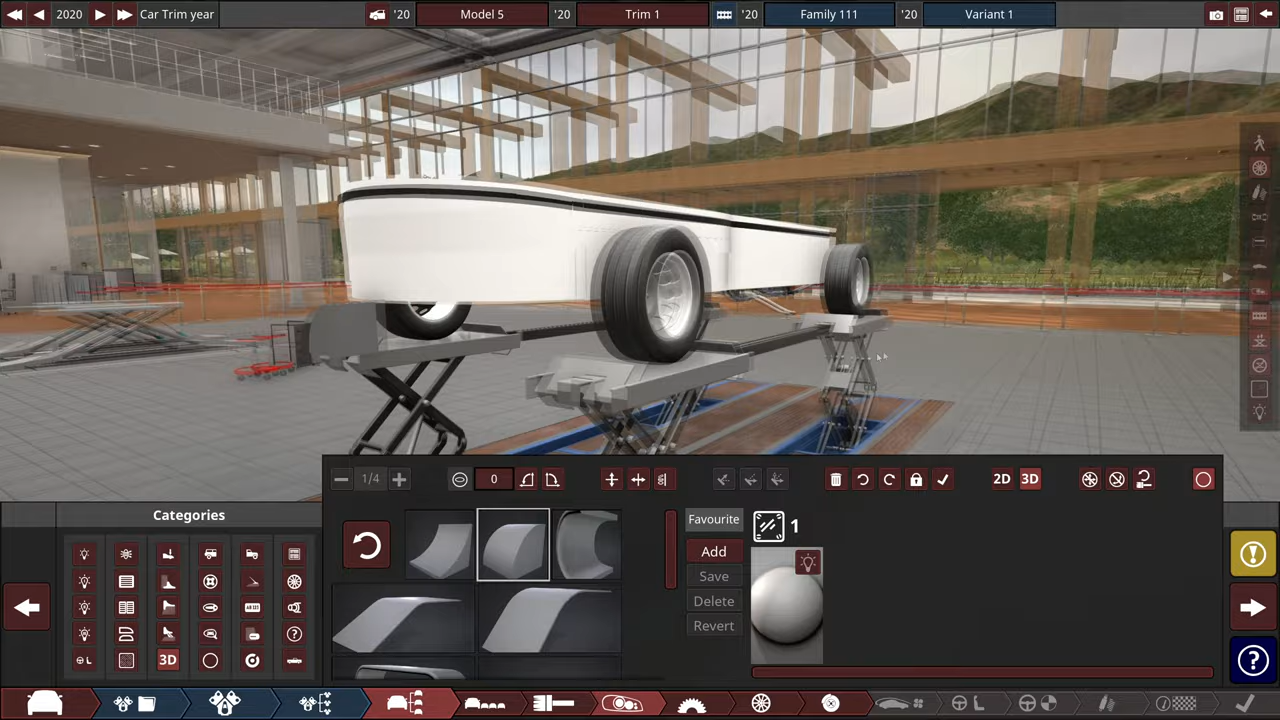 2020 Car Trim year '20 Model 5 '20 Trim 1 '20 Family 111 '20 Variant 1
1/4 0 2D 3D
Categories
Favourite 1
Add
Save
Delete
Revert
L 3D ?
?